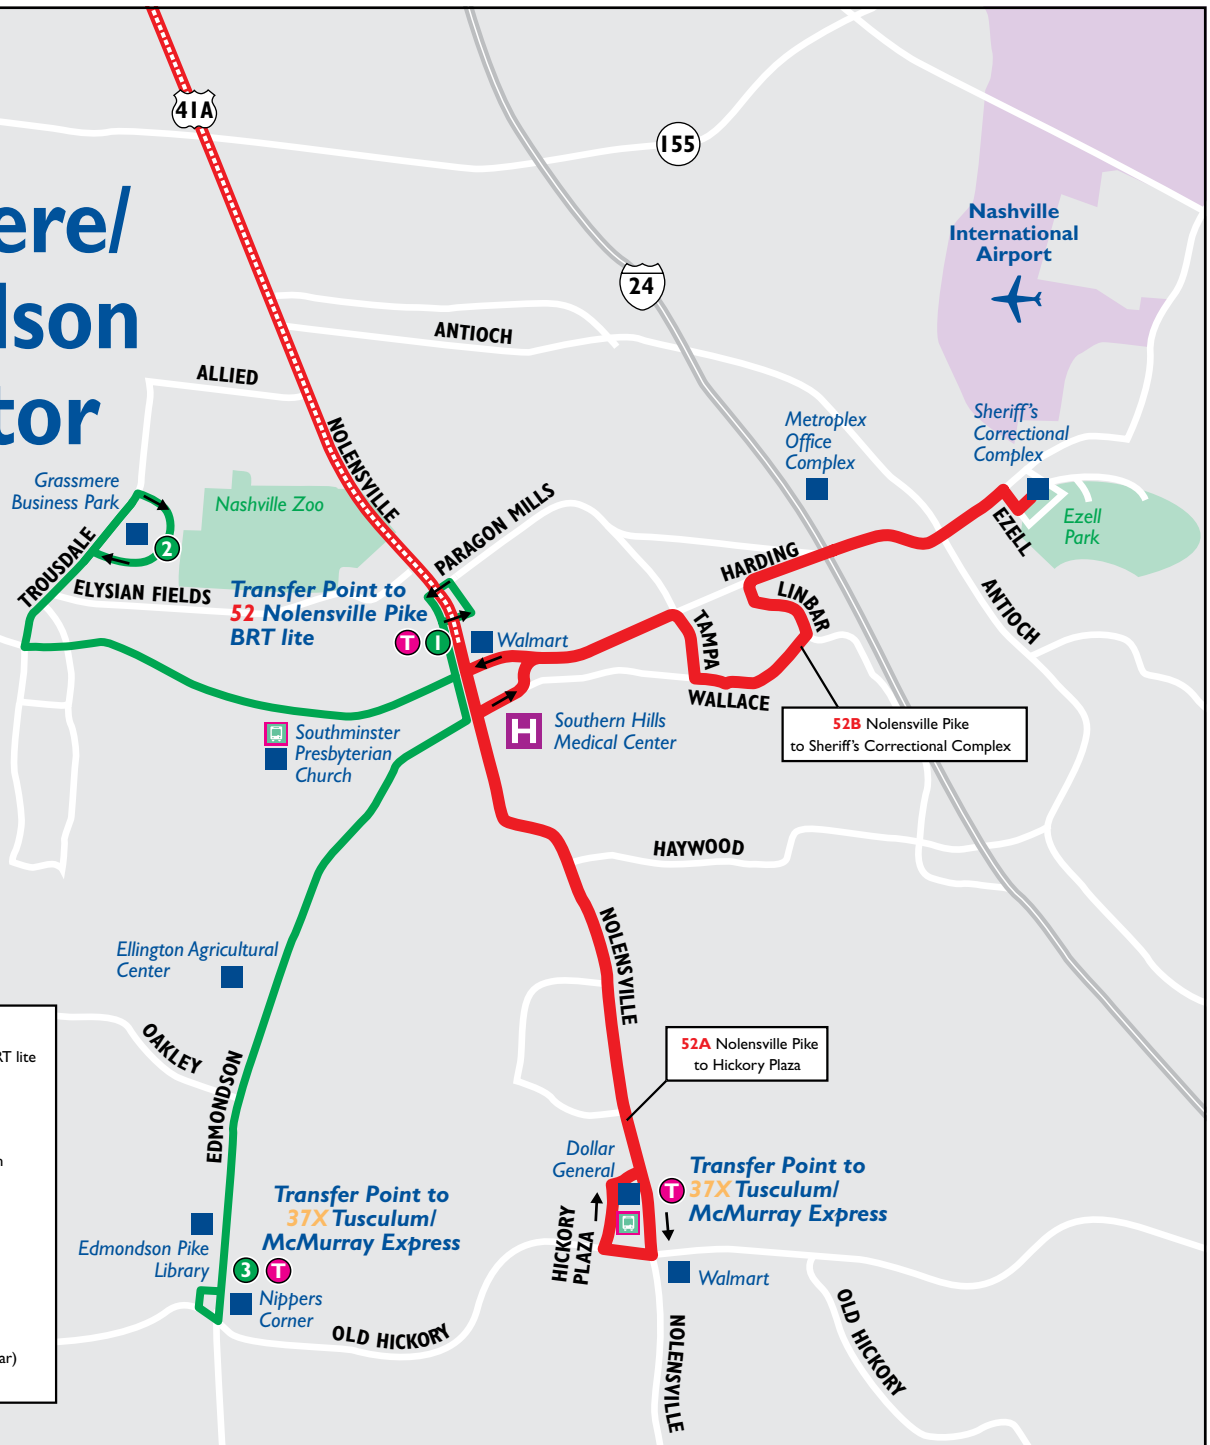 41A
155
ere/
Nashville
International
Airport
24
dson
ANTIOCH
ALLIED
tor
NOLENSVILLE
Metroplex
Office
Complex
Sheriff's
Correctional
Complex
Grassmere
Business Park
Nashville Zoo
PARAGON MILLS
Ezell
Park
EZELL
2
TROUSDALE
ELYSIAN FIELDS
HARDING
LINBAR
ANTIOCH
Transfer Point to
52 Nolensville Pike
BRT lite
T
1
Walmart
TAMPA
WALLACE
Southminster
Presbyterian
Church
H
Southern Hills
Medical Center
52B Nolensville Pike
to Sheriff's Correctional Complex
HAYWOOD
NOLENSVILLE
Ellington Agricultural
Center
OAKLEY
EDMONDSON
RT lite
52A Nolensville Pike
to Hickory Plaza
Dollar
General
T
Transfer Point to
37X Tusculum/
McMurray Express
HICKORY
PLAZA
Transfer Point to
37X Tusculum/
McMurray Express
Edmondson Pike
Library
3
T
Nippers
Corner
Walmart
OLD HICKORY
OLD HICKORY
NOLENSVILLE
ar)